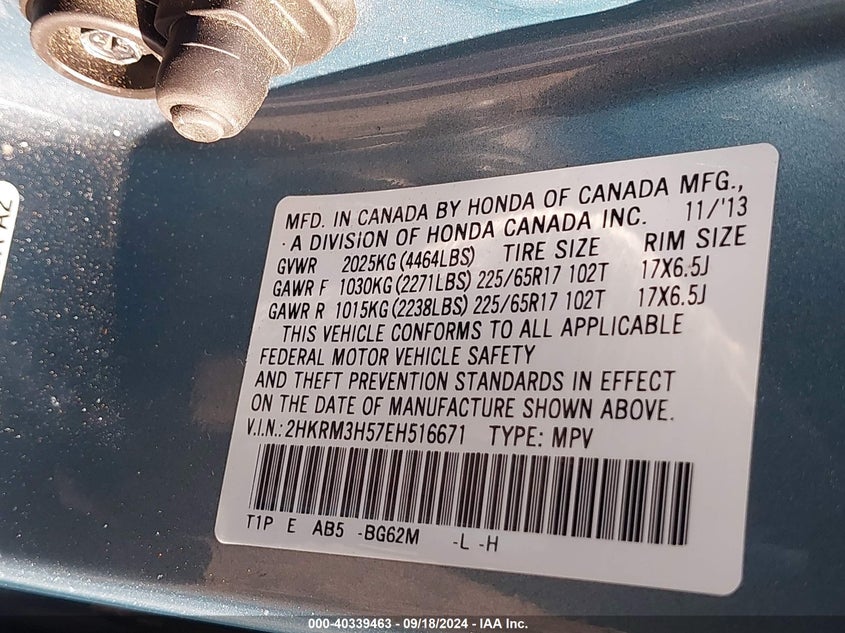 MFD. IN CANADA BY HONDA OF CANADA MFG.,
· A DIVISION OF HONDA CANADA INC. 11/'13
GVWR 2025KG (4464LBS) TIRE SIZE RIM SIZE
GAWR F 1030KG (2271LBS) 225/65R17 102T 17X6.5J
GAWR R 1015KG (2238LBS) 225/65R17 102T 17X6.5J
THIS VEHICLE CONFORMS TO ALL APPLICABLE
FEDERAL MOTOR VEHICLE SAFETY
AND THEFT PREVENTION STANDARDS IN EFFECT
ON THE DATE OF MANUFACTURE SHOWN ABOVE.
V.I.N.: 2HKRM3H57EH516671 TYPE: MPV
T1P E AB5 -BG62M -L -H
000-40339463 - 09/18/2024 - IAA Inc.